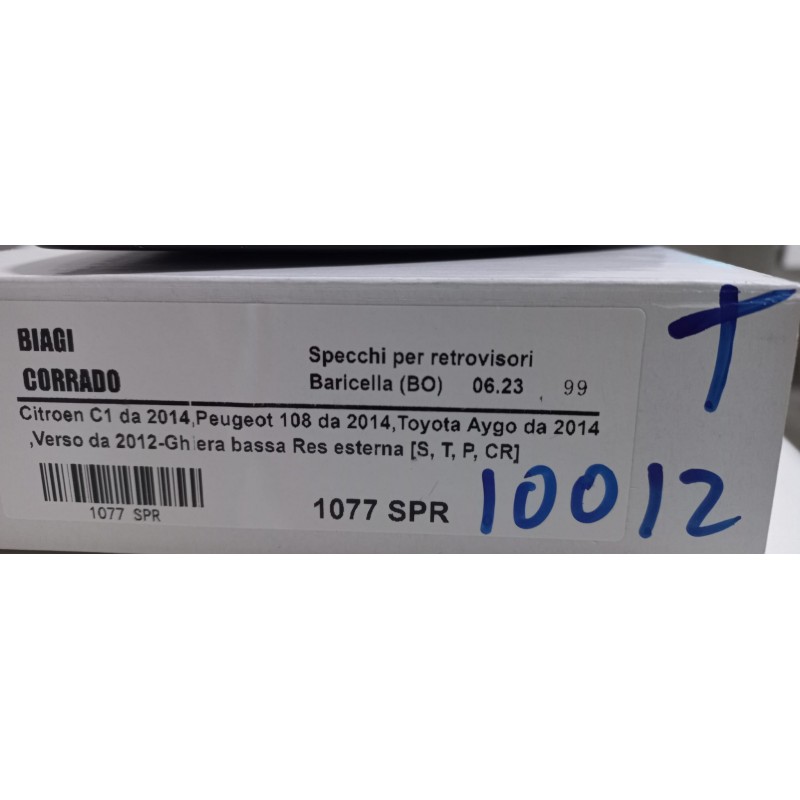 BIAGI
CORRADO
Specchi per retrovisori
Baricella (BO) 06.23 , 99
Citroen C1 da 2014,Peugeot 108 da 2014,Toyota Aygo da 2014
,Verso da 2012-Ghiera bassa Res esterna [S, T, P, CR]
1077 SPR
1077 SPR
T
10012